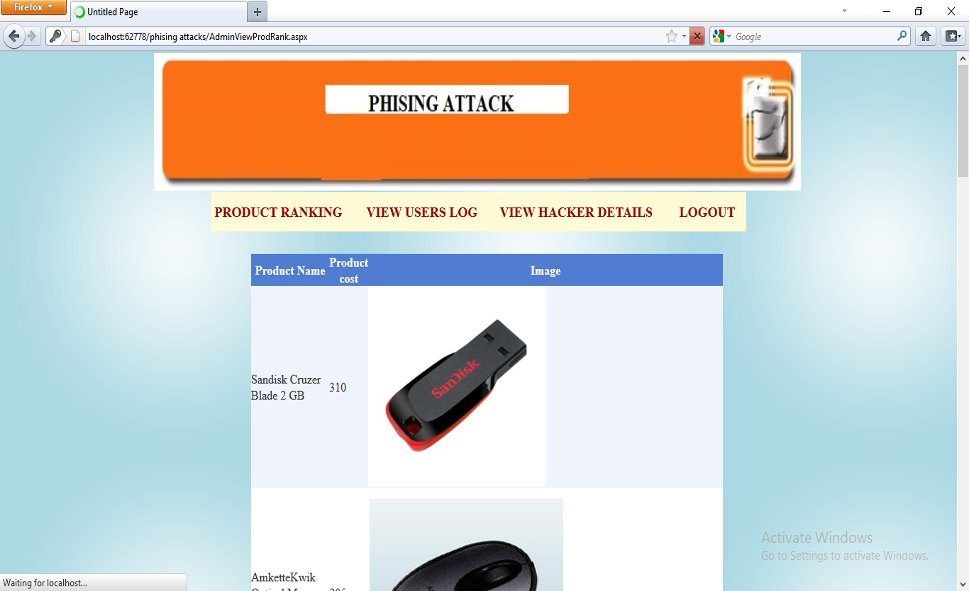 Firefox
Untitled Page
localhost:62778/phising attacks/AdminViewProdRank.aspx
Google
PHISING ATTACK
PRODUCT RANKING VIEW USERS LOG VIEW HACKER DETAILS LOGOUT
Product Name Product cost Image
SanDisk
Sandisk Cruzer
Blade 2 GB
310
Activate Windows
Go to Settings to activate Windows.
AmketteKwik
Waiting for localhost...